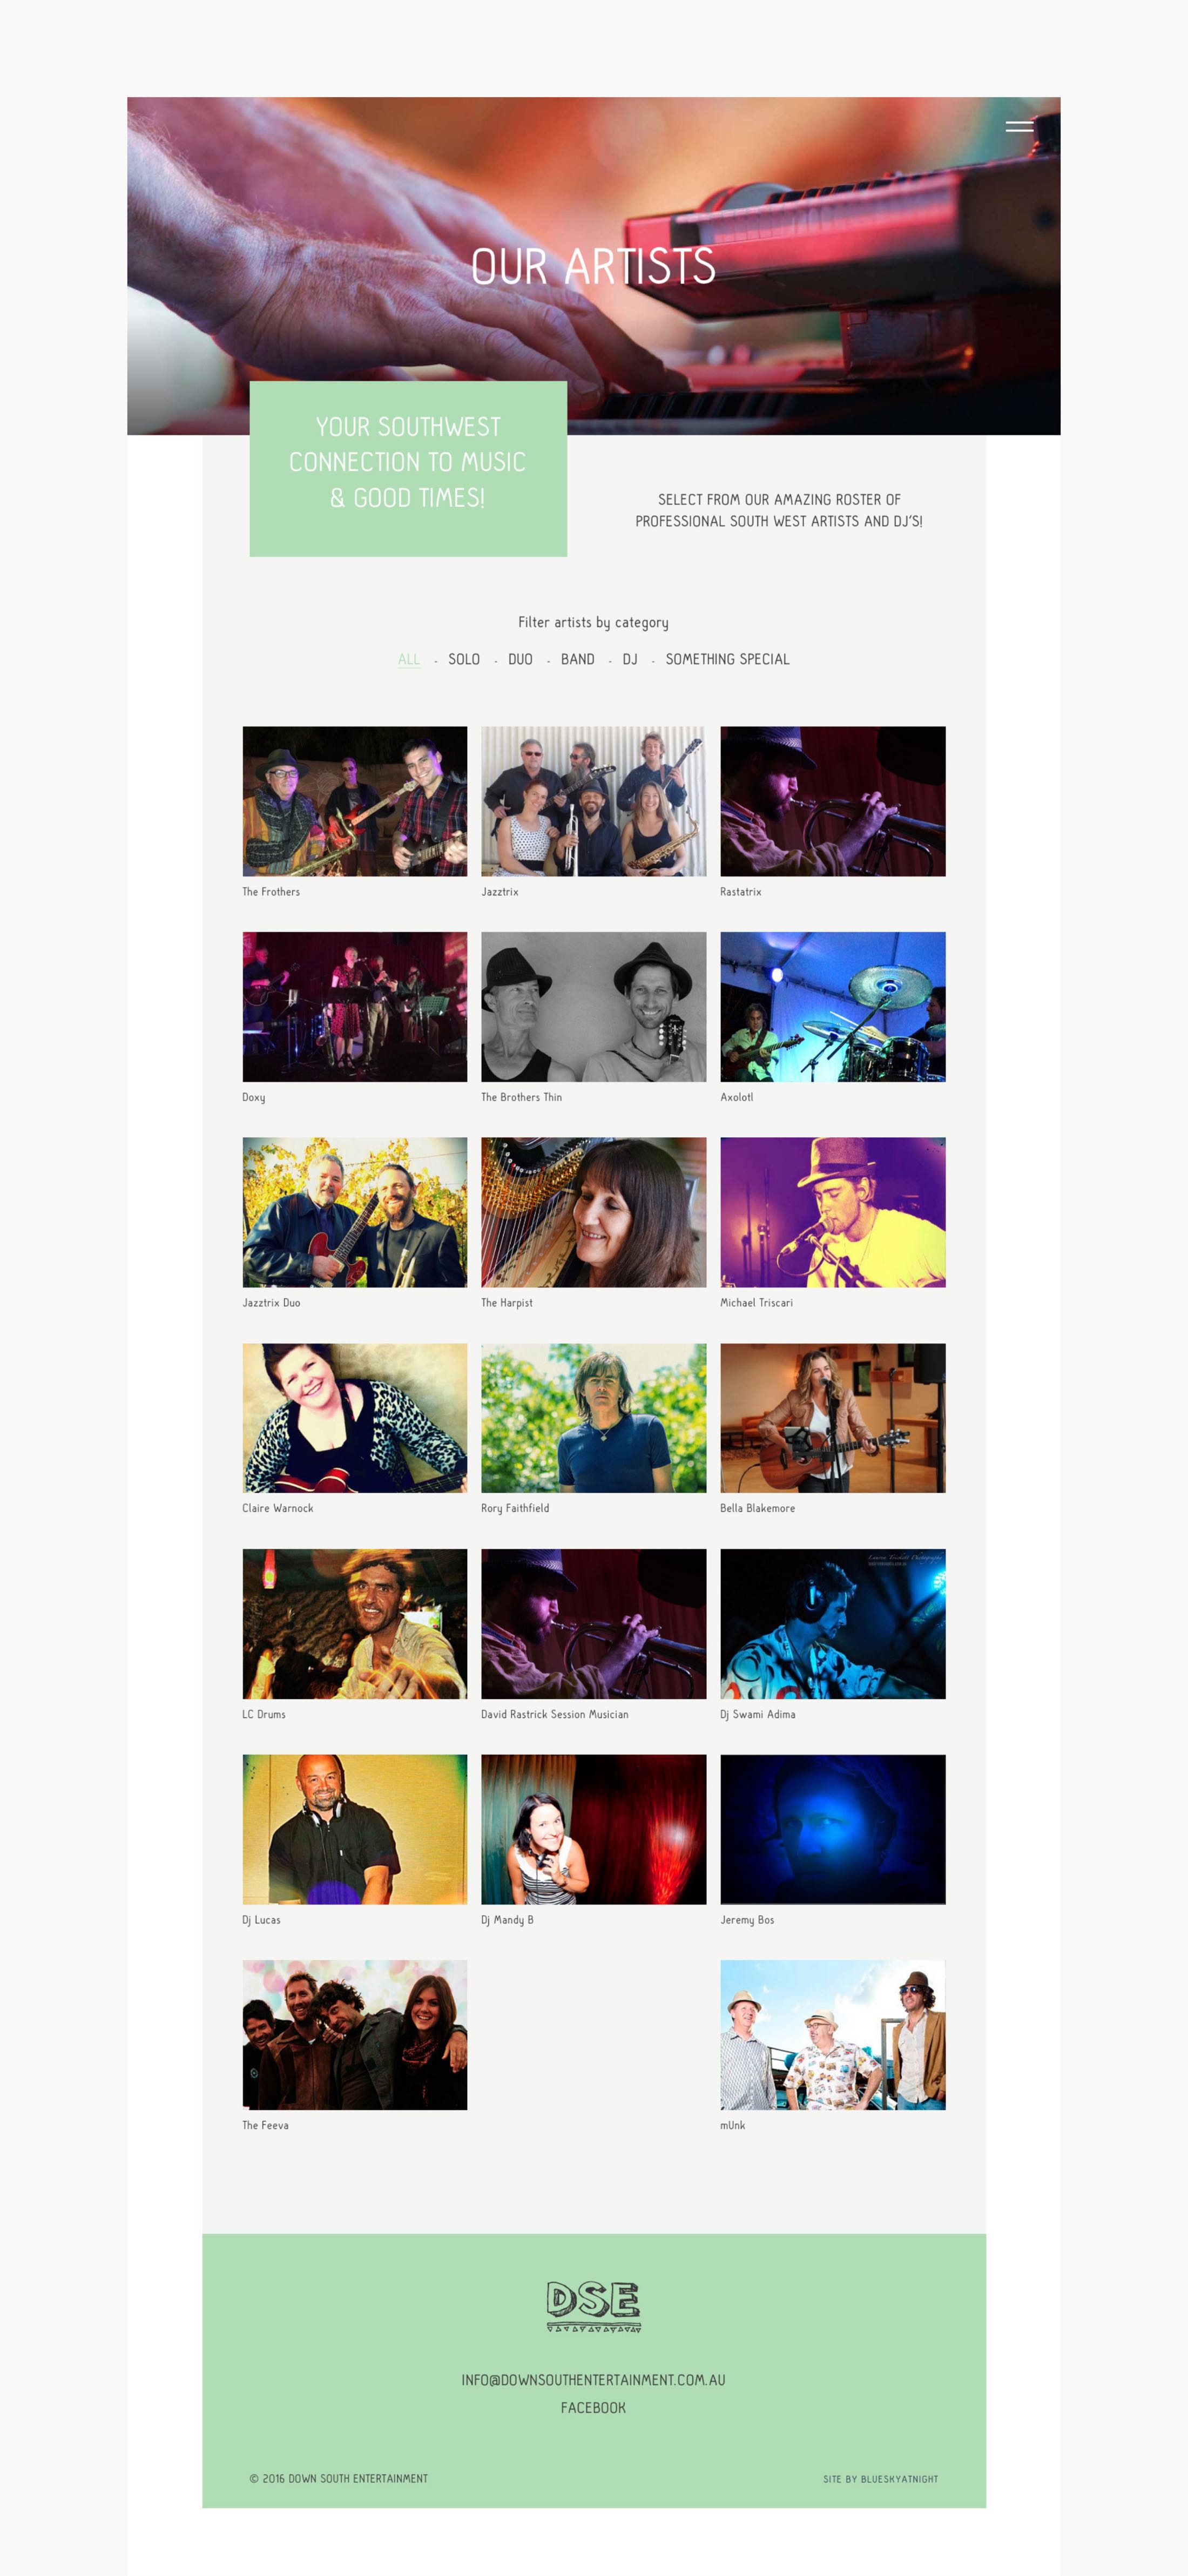 OUR ARTISTS
YOUR SOUTHWEST
CONNECTION TO MUSIC
& GOOD TIMES!
SELECT FROM OUR AMAZING ROSTER OF
PROFESSIONAL SOUTH WEST ARTISTS AND DJ'S!
Filter artists by category
ALL - SOLO - DUO - BAND - DJ - SOMETHING SPECIAL
The Frothers
Jazztrix
Rastatrix
Doxy
The Brothers Thin
Axolotl
Jazztrix Duo
The Harpist
Michael Triscari
Claire Warnock
Rory Faithfield
Bella Blakemore
LC Drums
David Rastrick Session Musician
Dj Swami Adima
Dj Lucas
Dj Mandy B
Jeremy Bos
The Feeva
mUnk
DSE
INFO@DOWNSOUTHENTERTAINMENT.COM.AU
FACEBOOK
© 2016 DOWN SOUTH ENTERTAINMENT
SITE BY BLUESKYATNIGHT